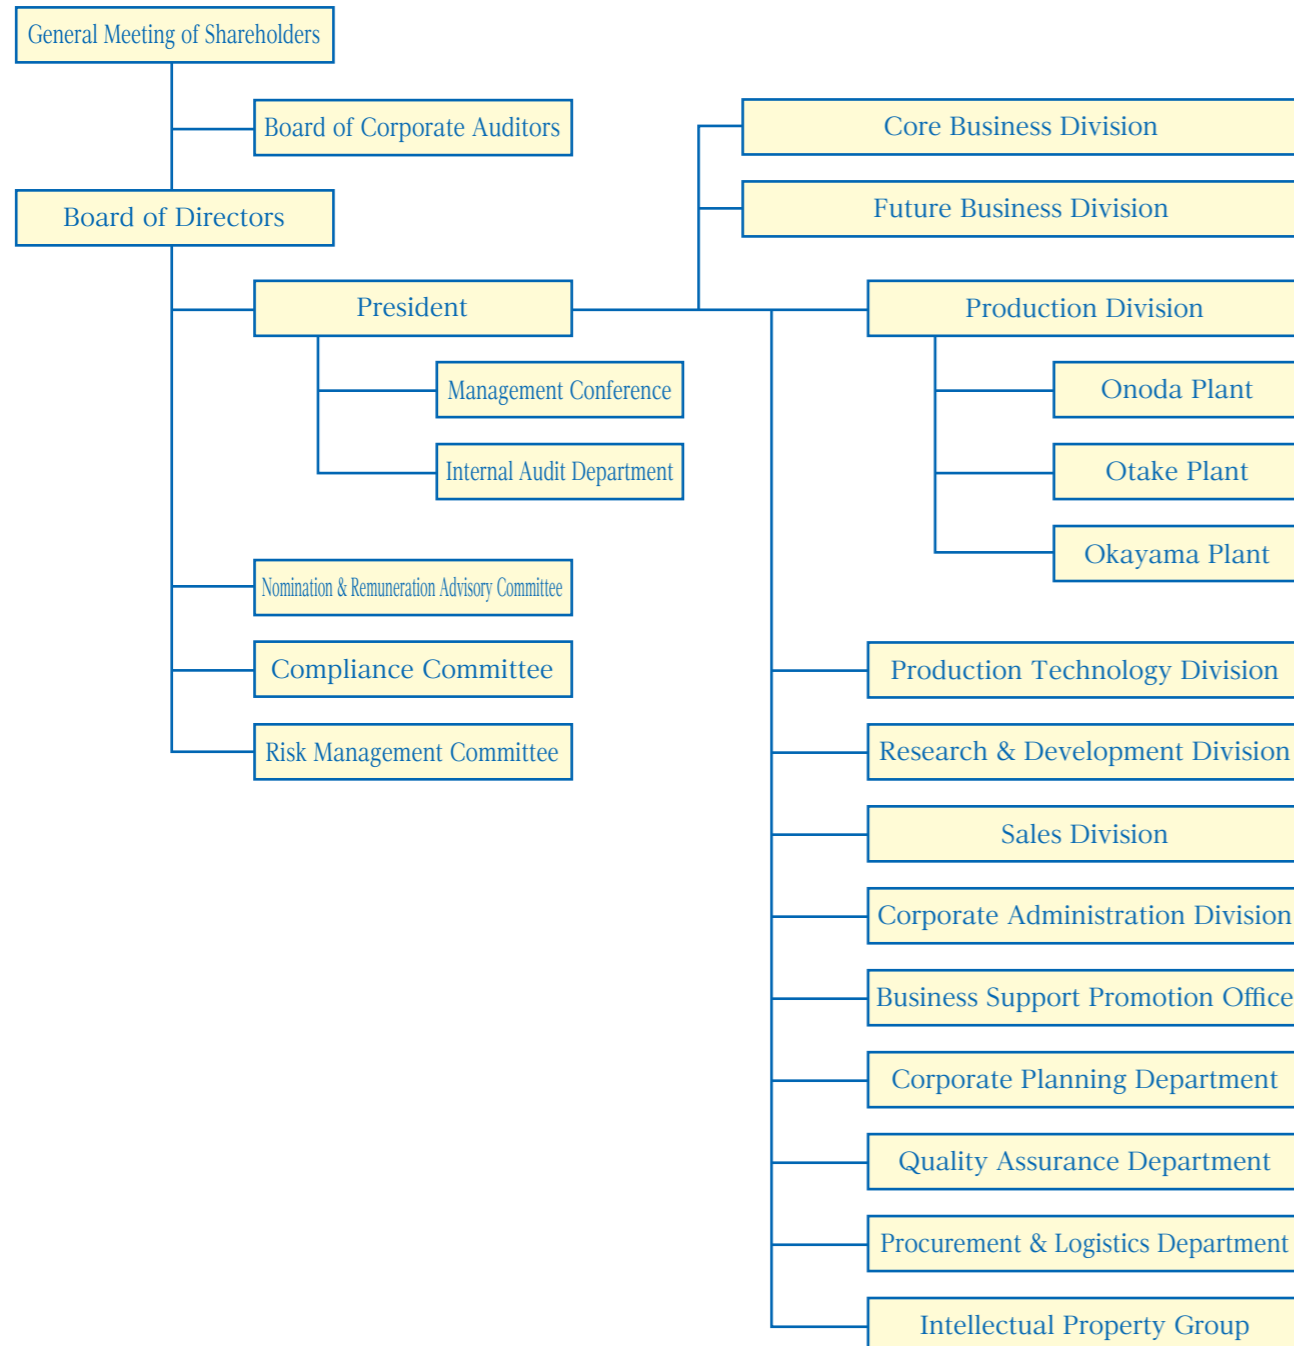 General Meeting of Shareholders
Board of Corporate Auditors
Board of Directors
President
Management Conference
Internal Audit Department
Nomination & Remuneration Advisory Committee
Compliance Committee
Risk Management Committee
Core Business Division
Future Business Division
Production Division
Onoda Plant
Otake Plant
Okayama Plant
Production Technology Division
Research & Development Division
Sales Division
Corporate Administration Division
Business Support Promotion Office
Corporate Planning Department
Quality Assurance Department
Procurement & Logistics Department
Intellectual Property Group